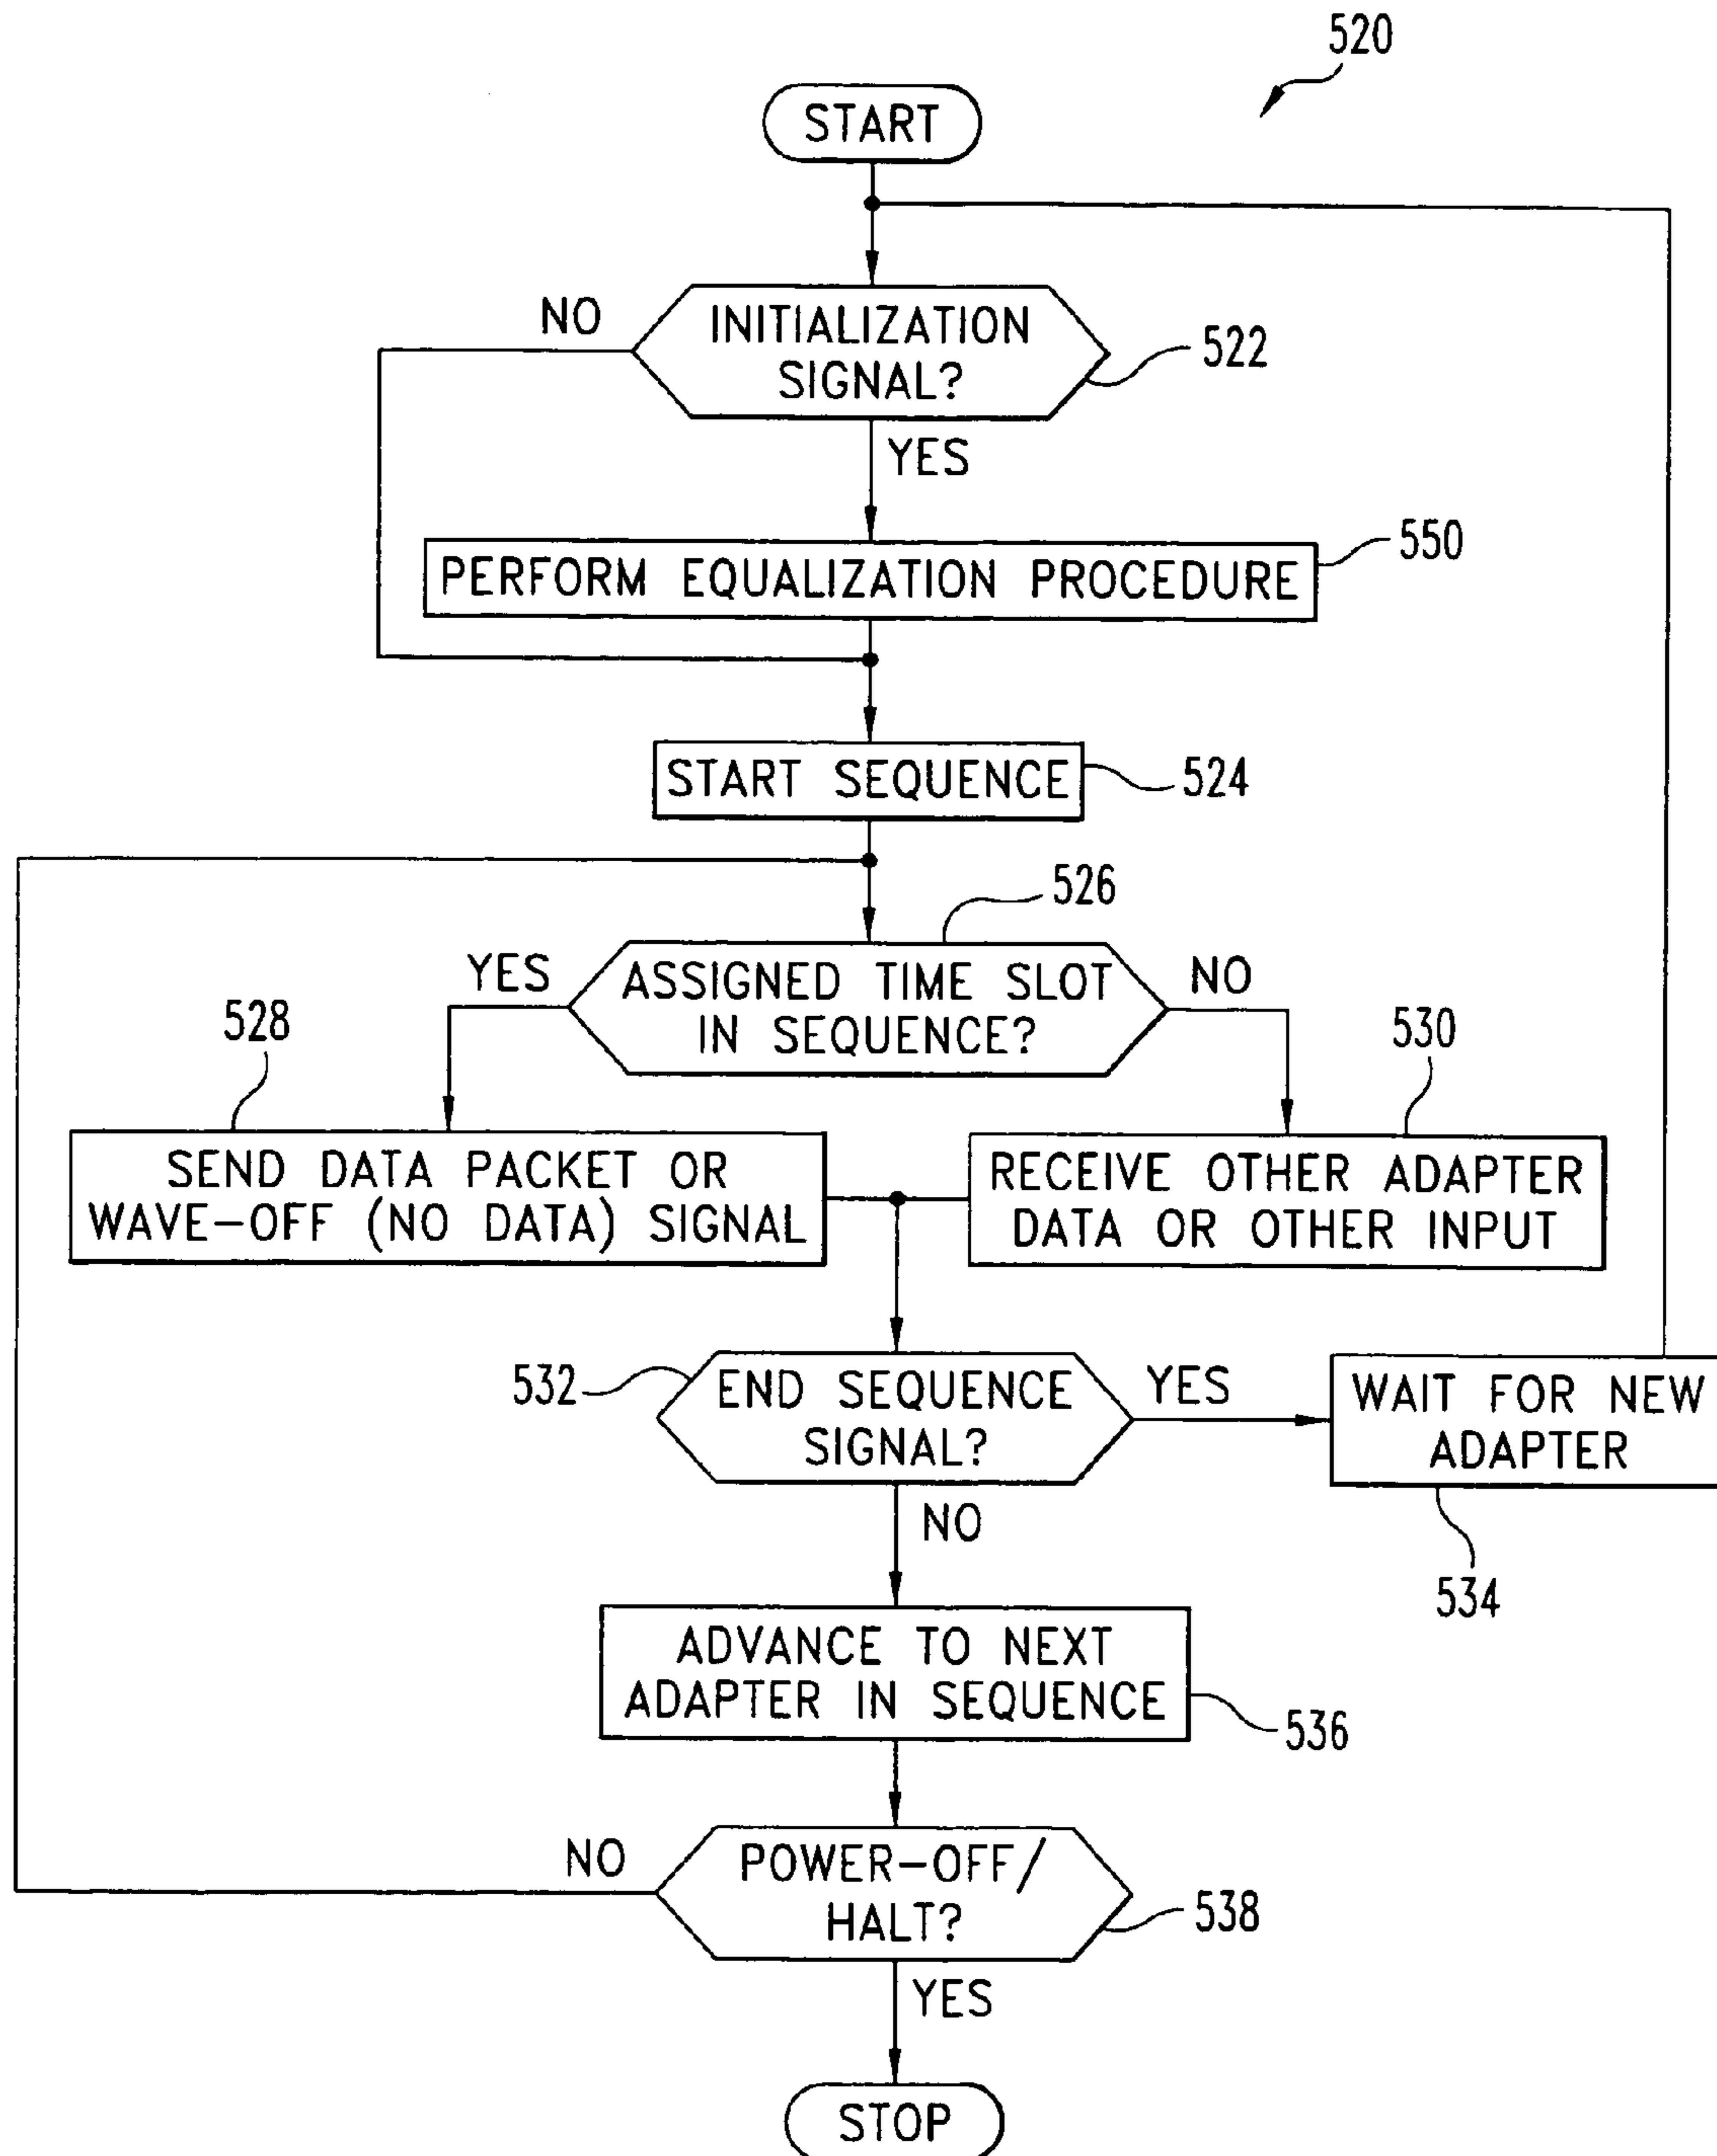 520
START
NO
INITIALIZATION
SIGNAL?
522
YES
550
PERFORM EQUALIZATION PROCEDURE
START SEQUENCE
524
526
YES
ASSIGNED TIME SLOT
IN SEQUENCE?
NO
528
530
SEND DATA PACKET OR
WAVE-OFF (NO DATA) SIGNAL
RECEIVE OTHER ADAPTER
DATA OR OTHER INPUT
532
END SEQUENCE
SIGNAL?
YES
WAIT FOR NEW
ADAPTER
NO
534
ADVANCE TO NEXT
ADAPTER IN SEQUENCE
536
NO
POWER-OFF/
HALT?
538
YES
STOP